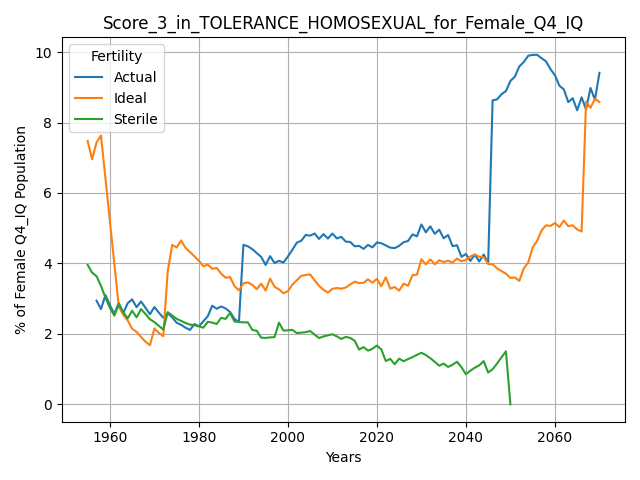 Score_3_in_TOLERANCE_HOMOSEXUAL_for_Female_Q4_IQ
Fertility
Actual
Ideal
Sterile
% of Female Q4_IQ Population
10
8
6
4
2
0
1960 1980 2000 2020 2040 2060
Years